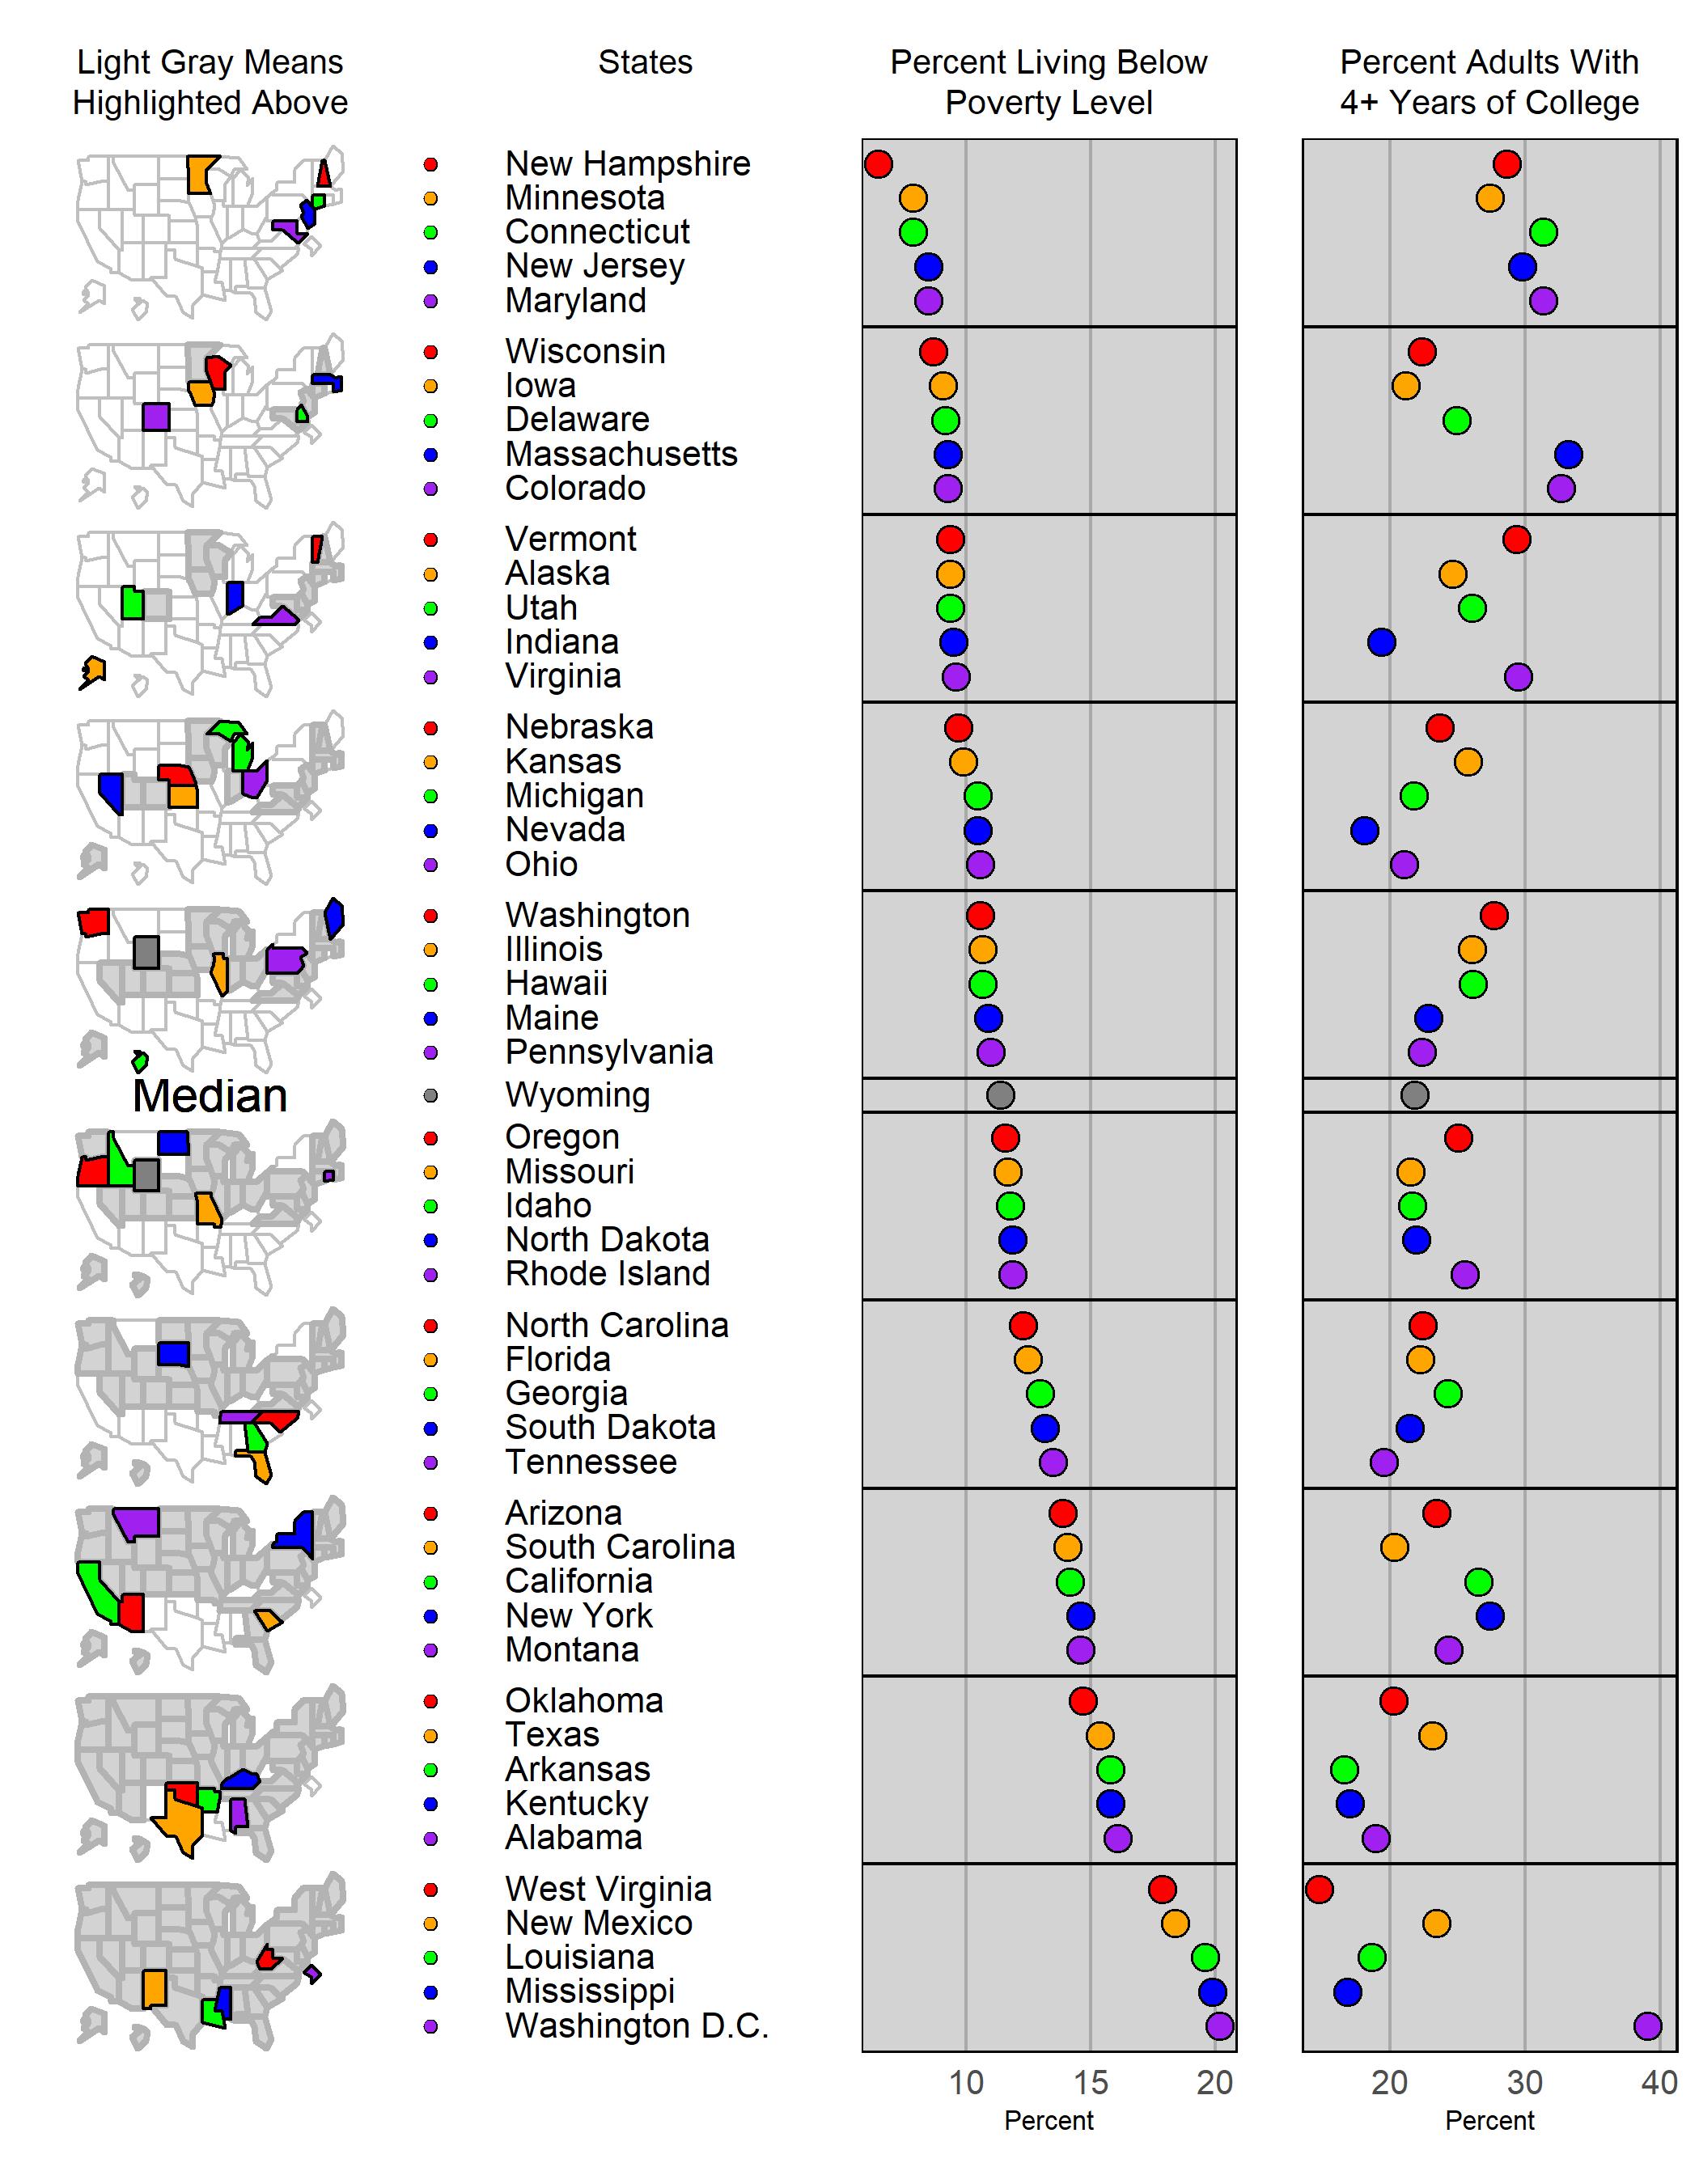 Light Gray Means
Highlighted Above
States
Percent Living Below
Poverty Level
Percent Adults With
4+ Years of College
New Hampshire
Minnesota
Connecticut
New Jersey
Maryland
Wisconsin
Iowa
Delaware
Massachusetts
Colorado
Vermont
Alaska
Utah
Indiana
Virginia
Nebraska
Kansas
Michigan
Nevada
Ohio
Washington
Illinois
Hawaii
Maine
Pennsylvania
Median
Wyoming
Oregon
Missouri
Idaho
North Dakota
Rhode Island
North Carolina
Florida
Georgia
South Dakota
Tennessee
Arizona
South Carolina
California
New York
Montana
Oklahoma
Texas
Arkansas
Kentucky
Alabama
West Virginia
New Mexico
Louisiana
Mississippi
Washington D.C.
10 15 20
Percent
20 30 40
Percent